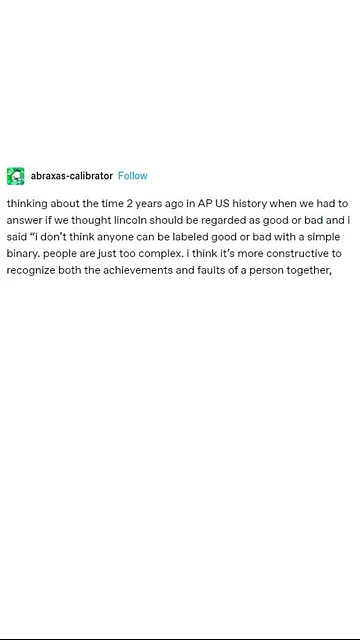 abraxas-calibrator Follow
thinking about the time 2 years ago in AP US history when we had to
answer if we thought lincoln should be regarded as good or bad and i
said “i don’t think anyone can be labeled good or bad with a simple
binary. people are just too complex. i think it’s more constructive to
recognize both the achievements and faults of a person together,